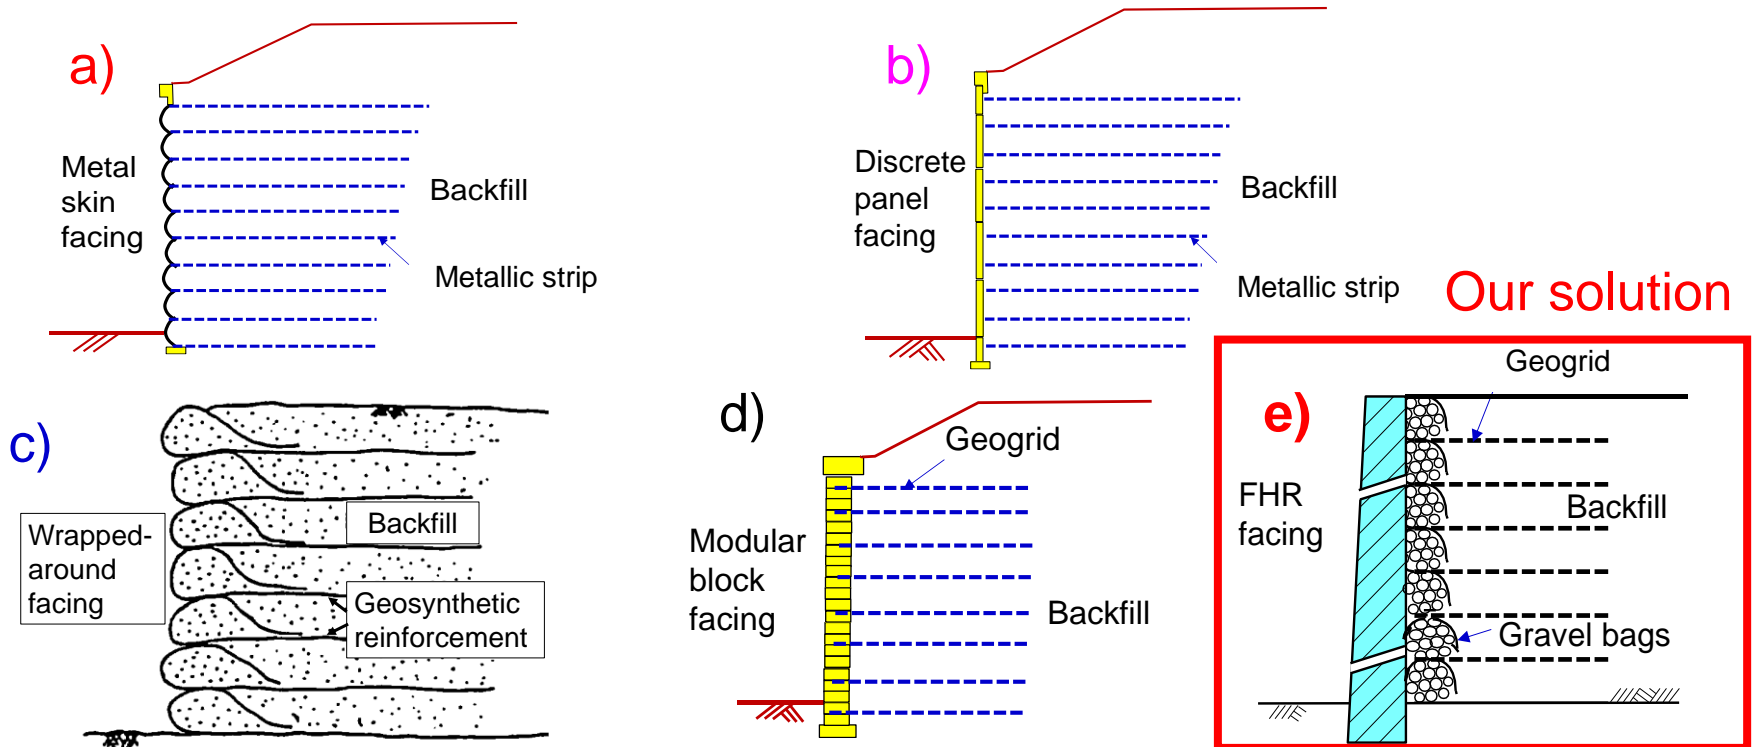 a)
Metal
skin
facing
Backfill
Metallic strip
b)
Discrete
panel
facing
Backfill
Metallic strip
Our solution
c)
Wrapped-
around
facing
Backfill
Geosynthetic
reinforcement
d)
Geogrid
Modular
block
facing
Backfill
e)
Geogrid
FHR
facing
Backfill
Gravel bags